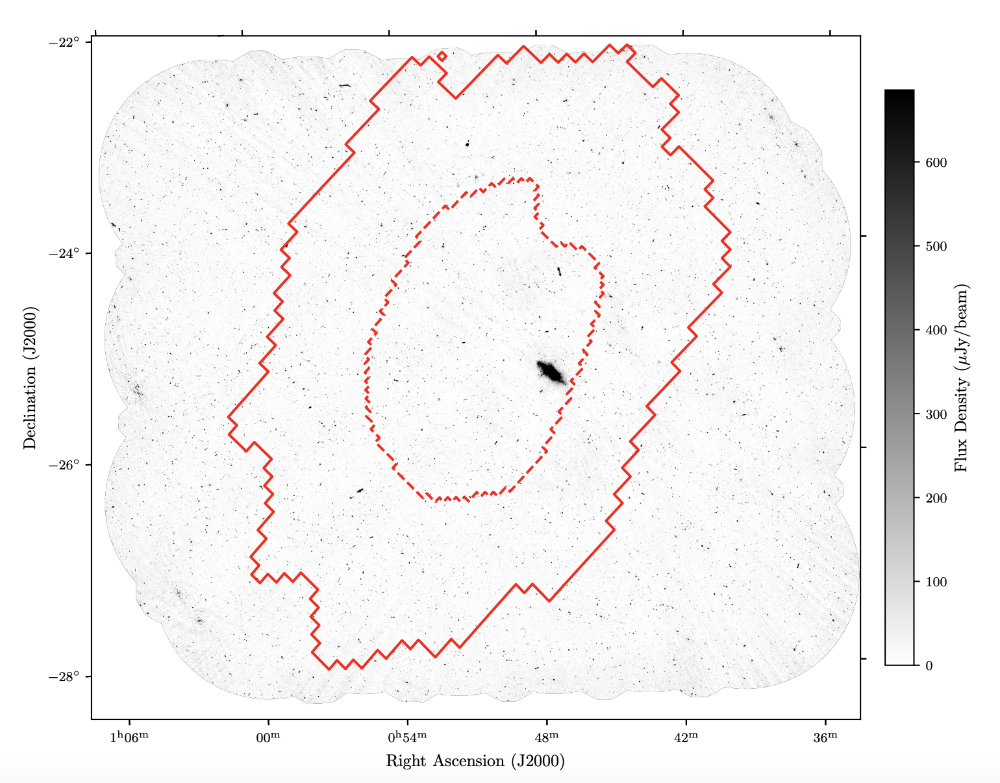 −22°
−24°
−26°
−28°
Declination (J2000)
1ʰ06ᵐ 00ᵐ 0ʰ54ᵐ 48ᵐ 42ᵐ 36ᵐ
Right Ascension (J2000)
600
500
400
300
200
100
0
Flux Density (μJy/beam)